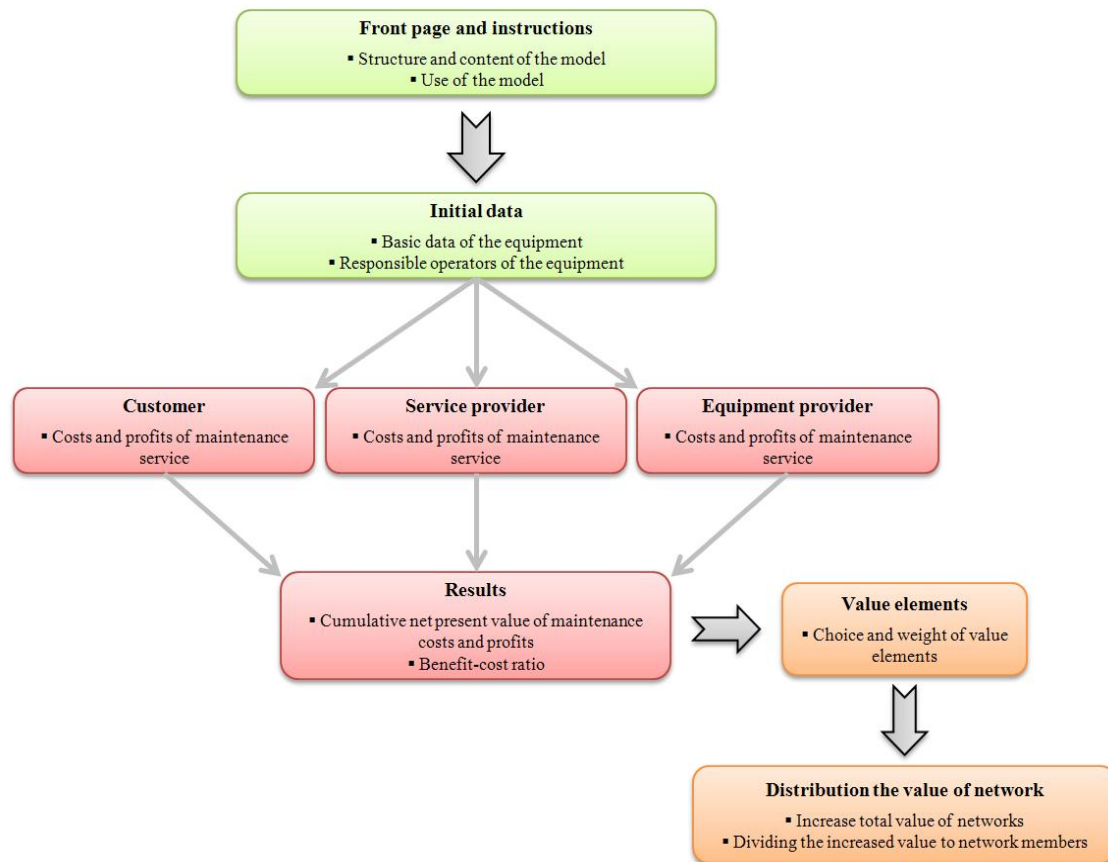 Front page and instructions
▪ Structure and content of the model
▪ Use of the model
Initial data
▪ Basic data of the equipment
▪ Responsible operators of the equipment
Customer
▪ Costs and profits of maintenance
service
Service provider
▪ Costs and profits of maintenance
service
Equipment provider
▪ Costs and profits of maintenance
service
Results
▪ Cumulative net present value of maintenance
costs and profits
▪ Benefit-cost ratio
Value elements
▪ Choice and weight of value
elements
Distribution the value of network
▪ Increase total value of networks
▪ Dividing the increased value to network members